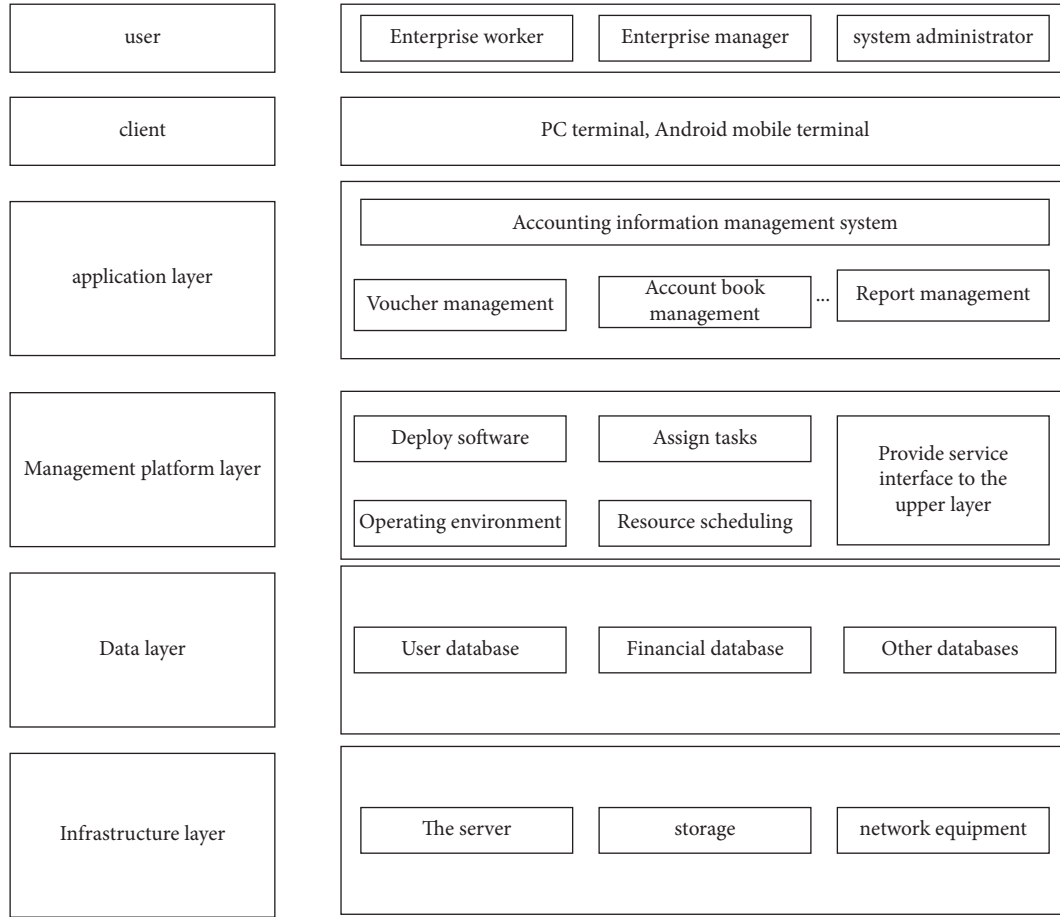 user
Enterprise worker
Enterprise manager
system administrator
client
PC terminal, Android mobile terminal
application layer
Accounting information management system
Voucher management
Account book
management
...
Report management
Management platform layer
Deploy software
Assign tasks
Provide service
interface to the
upper layer
Operating environment
Resource scheduling
Data layer
User database
Financial database
Other databases
Infrastructure layer
The server
storage
network equipment